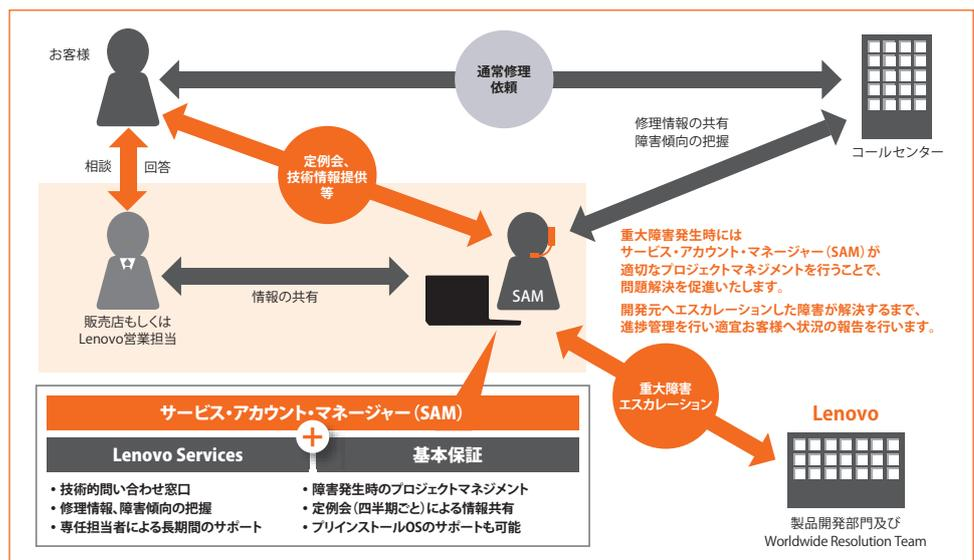 お客様
通常修理
依頼
修理情報の共有
障害傾向の把握
コールセンター
相談
回答
定例会、
技術情報提供
等
重大障害発生時には
サービス・アカウント・マネージャー（SAM）が
適切なプロジェクトマネジメントを行うことで、
問題解決を促進いたします。
開発元へエスカレーションした障害が解決するまで、
進捗管理を行い適宜お客様へ状況の報告を行います。
SAM
情報の共有
販売店もしくは
Lenovo営業担当
重大障害
エスカレーション
サービス・アカウント・マネージャー（SAM）
Lenovo Services
基本保証
・技術的問い合わせ窓口
・修理情報、障害傾向の把握
・専任担当者による長期間のサポート
・障害発生時のプロジェクトマネジメント
・定例会（四半期ごと）による情報共有
・プリインストールOSのサポートも可能
Lenovo
製品開発部門及び
Worldwide Resolution Team